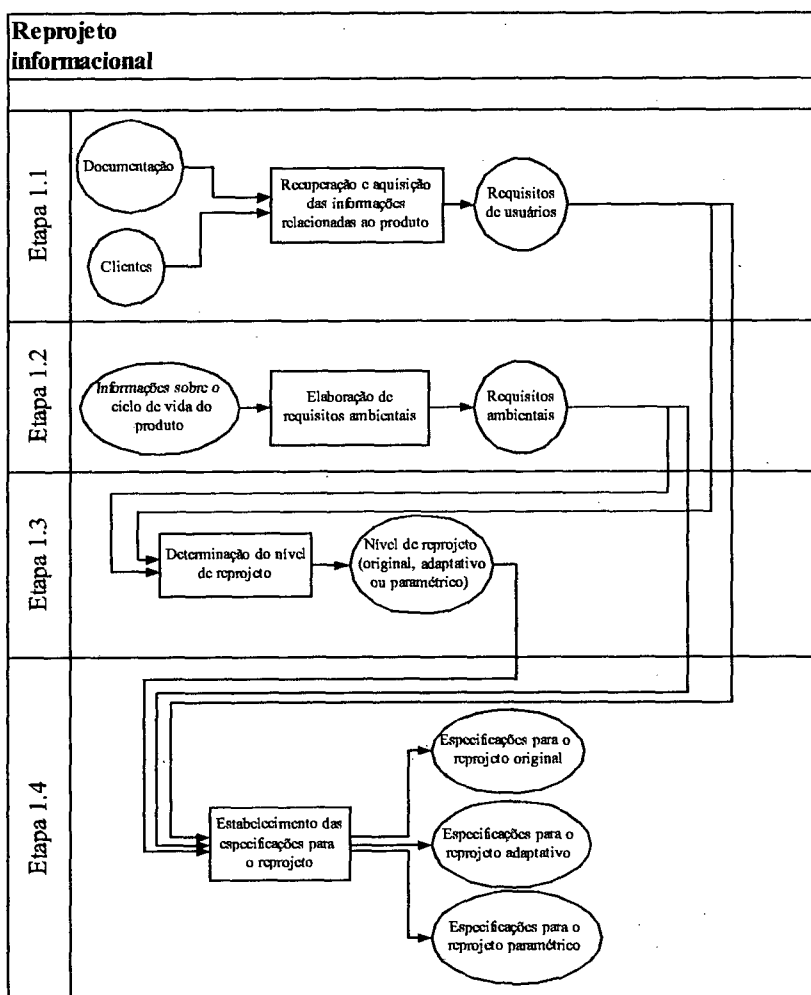 Reprojeto
informacional
Etapa 1.1
Documentação
Clientes
Recuperação e aquisição
das informações
relacionadas ao produto
Requisitos
de usuários
Etapa 1.2
Informações sobre o
ciclo de vida do
produto
Elaboração de
requisitos ambientais
Requisitos
ambientais
Etapa 1.3
Determinação do nível
de reprojeto
Nível de reprojeto
(original, adaptativo
ou paramétrico)
Etapa 1.4
Estabelecimento das
especificações para
o reprojeto
Especificações para o
reprojeto original
Especificações para o
reprojeto adaptativo
Especificações para o
reprojeto paramétrico